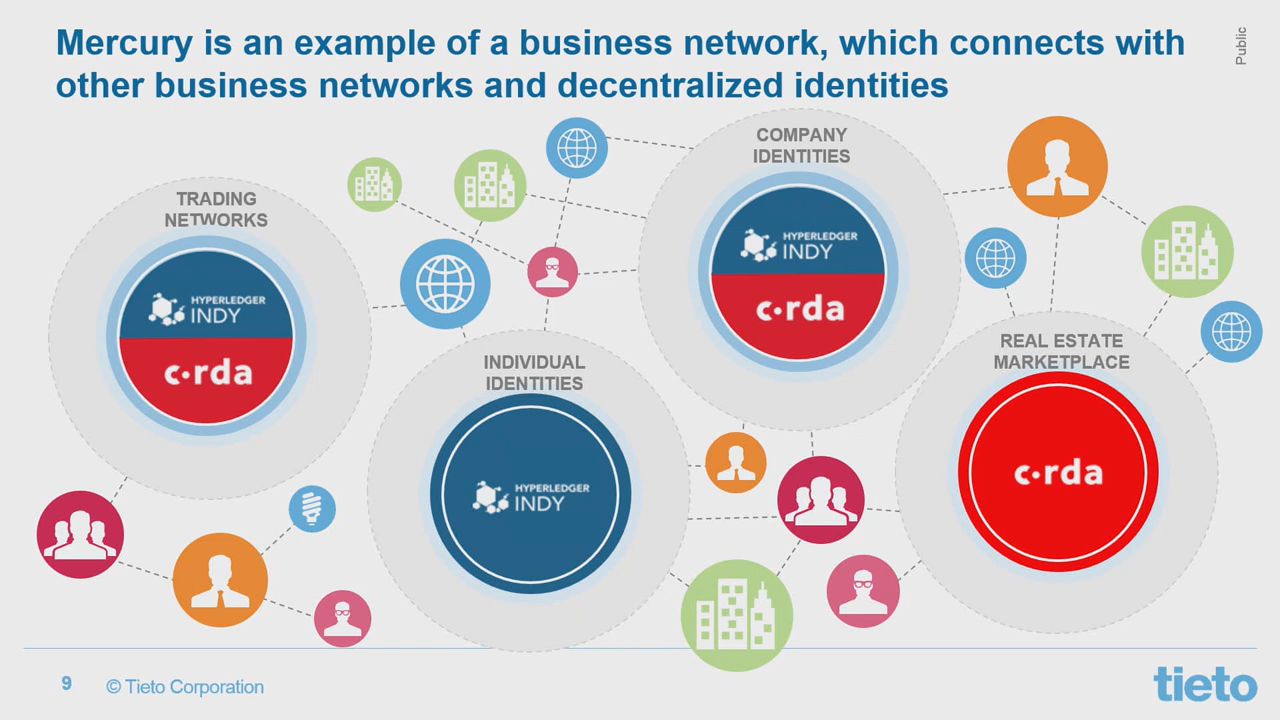 Mercury is an example of a business network, which connects with
other business networks and decentralized identities
Public
TRADING
NETWORKS
HYPERLEDGER
INDY
c·rda
INDIVIDUAL
IDENTITIES
HYPERLEDGER
INDY
COMPANY
IDENTITIES
HYPERLEDGER
INDY
c·rda
REAL ESTATE
MARKETPLACE
c·rda
9
© Tieto Corporation
tieto